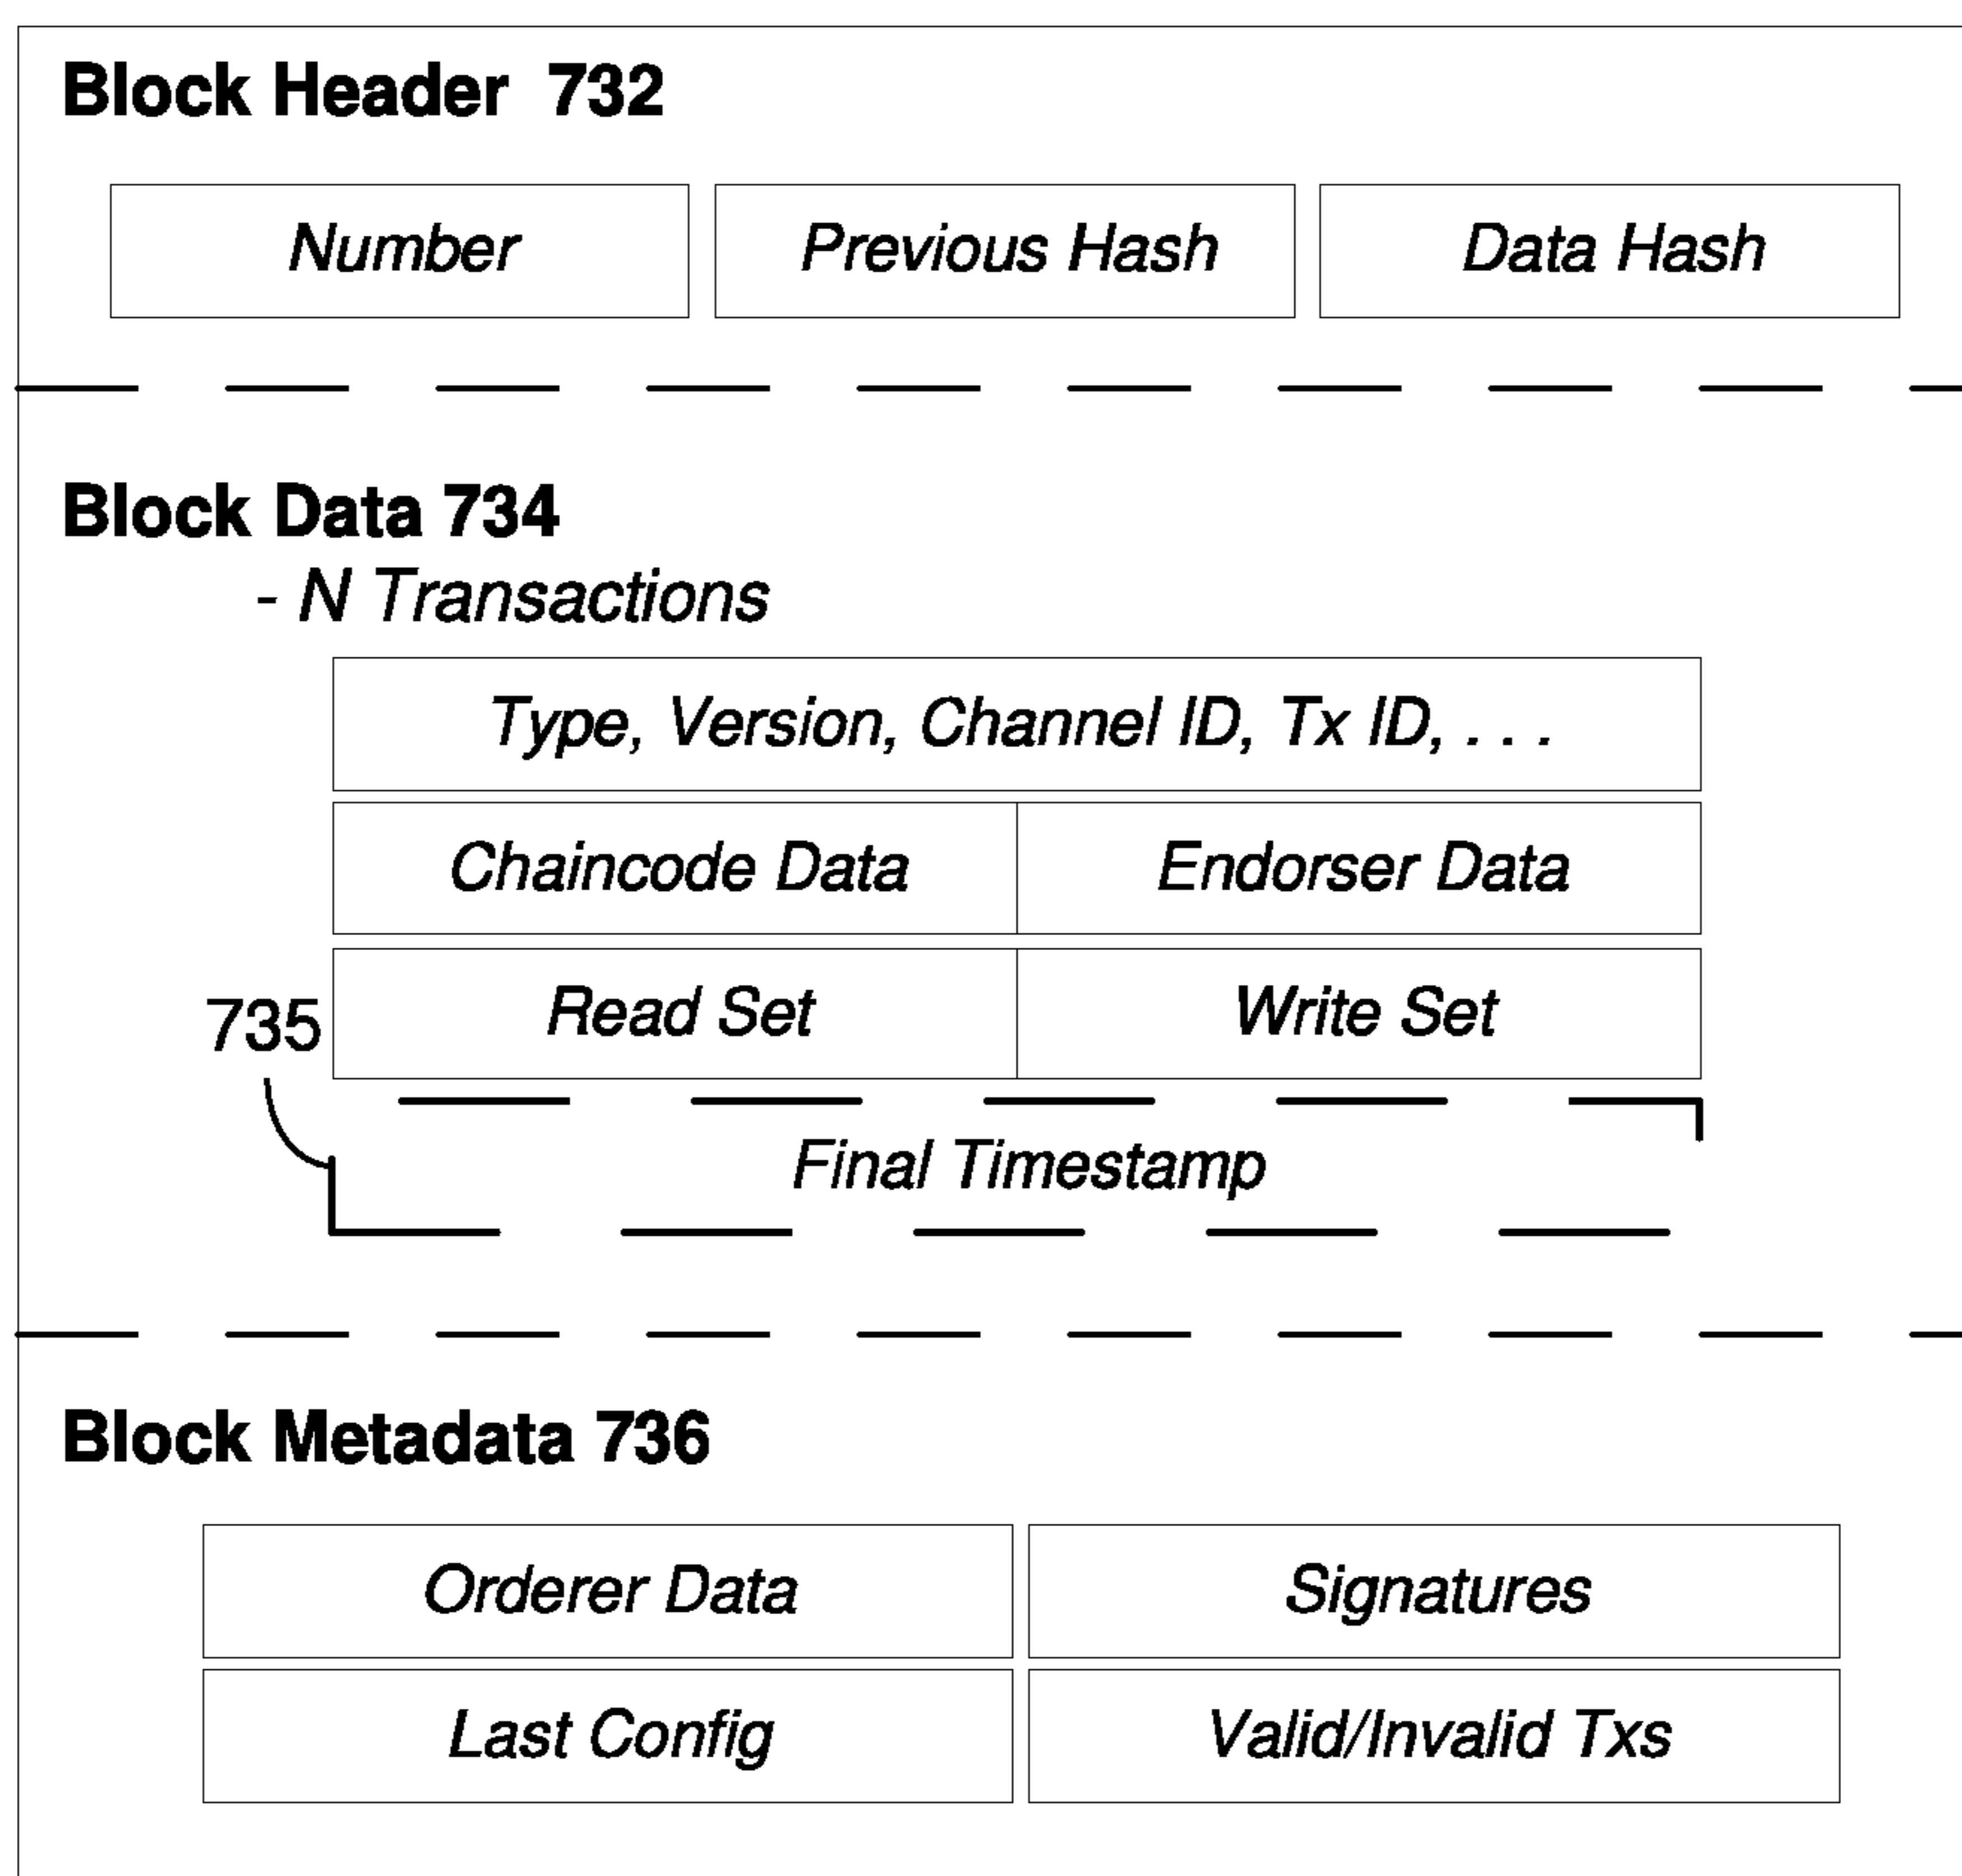 Block Header 732
Number Previous Hash Data Hash
Block Data 734
- N Transactions
Type, Version, Channel ID, Tx ID, . . .
Chaincode Data Endorser Data
735 Read Set Write Set
Final Timestamp
Block Metadata 736
Orderer Data Signatures
Last Config Valid/Invalid Txs